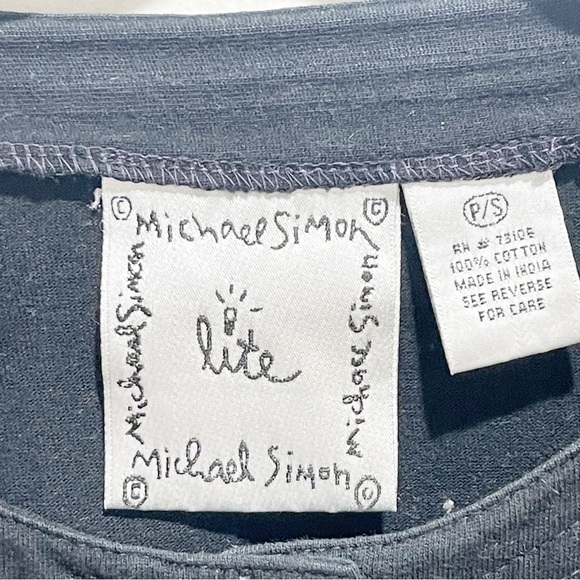 © Michael Simon ©
Michael Simon
lite
Michael Simon
© Michael Simon ©
P/S
RN # 73108
100% COTTON
MADE IN INDIA
SEE REVERSE
FOR CARE